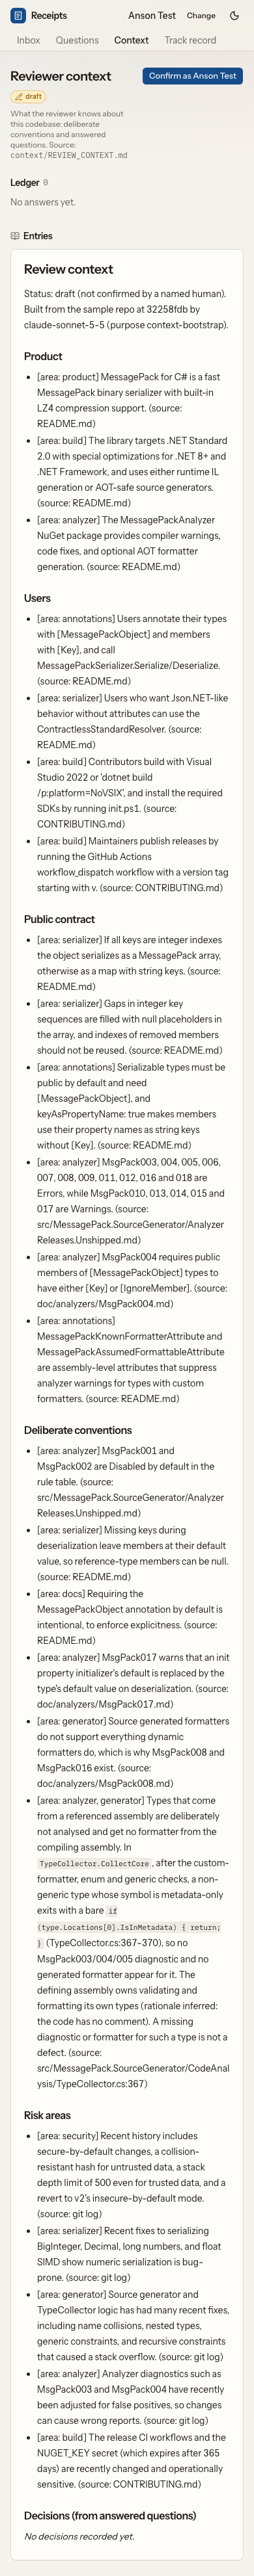 Receipts
Anson Test
Change
Inbox
Questions
Context
Track record
Reviewer context
Confirm as Anson Test
draft
What the reviewer knows about
this codebase: deliberate
conventions and answered
questions. Source:
context/REVIEW_CONTEXT.md
Ledger 0
No answers yet.
Entries
Review context
Status: draft (not confirmed by a named human).
Built from the sample repo at 32258fdb by
claude-sonnet-5-5 (purpose context-bootstrap).
Product
• [area: product] MessagePack for C# is a fast
MessagePack binary serializer with built-in
LZ4 compression support. (source:
README.md)
• [area: build] The library targets .NET Standard
2.0 with special optimizations for .NET 8+ and
.NET Framework, and uses either runtime IL
generation or AOT-safe source generators.
(source: README.md)
• [area: analyzer] The MessagePackAnalyzer
NuGet package provides compiler warnings,
code fixes, and optional AOT formatter
generation. (source: README.md)
Users
• [area: annotations] Users annotate their types
with [MessagePackObject] and members
with [Key], and call
MessagePackSerializer.Serialize/Deserialize.
(source: README.md)
• [area: serializer] Users who want Json.NET-like
behavior without attributes can use the
ContractlessStandardResolver. (source:
README.md)
• [area: build] Contributors build with Visual
Studio 2022 or 'dotnet build
/p:platform=NoVSIX', and install the required
SDKs by running init.ps1. (source:
CONTRIBUTING.md)
• [area: build] Maintainers publish releases by
running the GitHub Actions
workflow_dispatch workflow with a version tag
starting with v. (source: CONTRIBUTING.md)
Public contract
• [area: serializer] If all keys are integer indexes
the object serializes as a MessagePack array,
otherwise as a map with string keys. (source:
README.md)
• [area: serializer] Gaps in integer key
sequences are filled with null placeholders in
the array, and indexes of removed members
should not be reused. (source: README.md)
• [area: annotations] Serializable types must be
public by default and need
[MessagePackObject], and
keyAsPropertyName: true makes members
use their property names as string keys
without [Key]. (source: README.md)
• [area: analyzer] MsgPack003, 004, 005, 006,
007, 008, 009, 011, 012, 016 and 018 are
Errors, while MsgPack010, 013, 014, 015 and
017 are Warnings. (source:
src/MessagePack.SourceGenerator/Analyzer
Releases.Unshipped.md)
• [area: analyzer] MsgPack004 requires public
members of [MessagePackObject] types to
have either [Key] or [IgnoreMember]. (source:
doc/analyzers/MsgPack004.md)
• [area: annotations]
MessagePackKnownFormatterAttribute and
MessagePackAssumedFormattableAttribute
are assembly-level attributes that suppress
analyzer warnings for types with custom
formatters. (source: README.md)
Deliberate conventions
• [area: analyzer] MsgPack001 and
MsgPack002 are Disabled by default in the
rule table. (source:
src/MessagePack.SourceGenerator/Analyzer
Releases.Unshipped.md)
• [area: serializer] Missing keys during
deserialization leave members at their default
value, so reference-type members can be null.
(source: README.md)
• [area: docs] Requiring the
MessagePackObject annotation by default is
intentional, to enforce explicitness. (source:
README.md)
• [area: analyzer] MsgPack017 warns that an init
property initializer's default is replaced by the
type's default value on deserialization. (source:
doc/analyzers/MsgPack017.md)
• [area: generator] Source generated formatters
do not support everything dynamic
formatters do, which is why MsgPack008 and
MsgPack016 exist. (source:
doc/analyzers/MsgPack008.md)
• [area: analyzer, generator] Types that come
from a referenced assembly are deliberately
not analysed and get no formatter from the
compiling assembly. In
TypeCollector.CollectCore, after the custom-
formatter, enum and generic checks, a non-
generic type whose symbol is metadata-only
exits with a bare if
(type.Locations[0].IsInMetadata) { return;
} (TypeCollector.cs:367-370), so no
MsgPack003/004/005 diagnostic and no
generated formatter appear for it. The
defining assembly owns validating and
formatting its own types (rationale inferred:
the code has no comment). A missing
diagnostic or formatter for such a type is not a
defect. (source:
src/MessagePack.SourceGenerator/CodeAnal
ysis/TypeCollector.cs:367)
Risk areas
• [area: security] Recent history includes
secure-by-default changes, a collision-
resistant hash for untrusted data, a stack
depth limit of 500 even for trusted data, and a
revert to v2's insecure-by-default mode.
(source: git log)
• [area: serializer] Recent fixes to serializing
BigInteger, Decimal, long numbers, and float
SIMD show numeric serialization is bug-
prone. (source: git log)
• [area: generator] Source generator and
TypeCollector logic has had many recent fixes,
including name collisions, nested types,
generic constraints, and recursive constraints
that caused a stack overflow. (source: git log)
• [area: analyzer] Analyzer diagnostics such as
MsgPack003 and MsgPack004 have recently
been adjusted for false positives, so changes
can cause wrong reports. (source: git log)
• [area: build] The release CI workflows and the
NUGET_KEY secret (which expires after 365
days) are recently changed and operationally
sensitive. (source: CONTRIBUTING.md)
Decisions (from answered questions)
No decisions recorded yet.